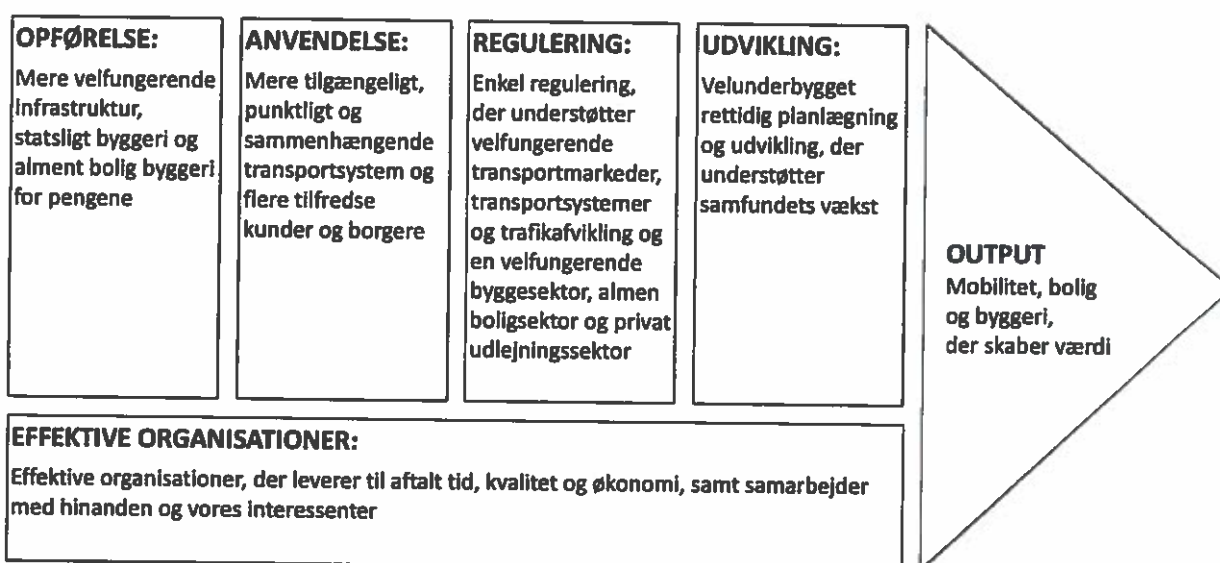 OPFØRELSE:
Mere velfungerende
infrastruktur,
statsligt byggeri og
alment bolig byggeri
for pengene
ANVENDELSE:
Mere tilgængeligt,
punktligt og
sammenhængende
transportsystem og
flere tilfredse
kunder og borgere
REGULERING:
Enkel regulering,
der understøtter
velfungerende
transportmarkeder,
transportsystemer
og trafikafvikling og
en velfungerende
byggesektor, almen
boligsektor og privat
udlejningssektor
UDVIKLING:
Velunderbygget
rettidig planlægning
og udvikling, der
understøtter
samfundets vækst
EFFEKTIVE ORGANISATIONER:
Effektive organisationer, der leverer til aftalt tid, kvalitet og økonomi, samt samarbejder
med hinanden og vores interessenter
OUTPUT
Mobilitet, bolig
og byggeri,
der skaber værdi